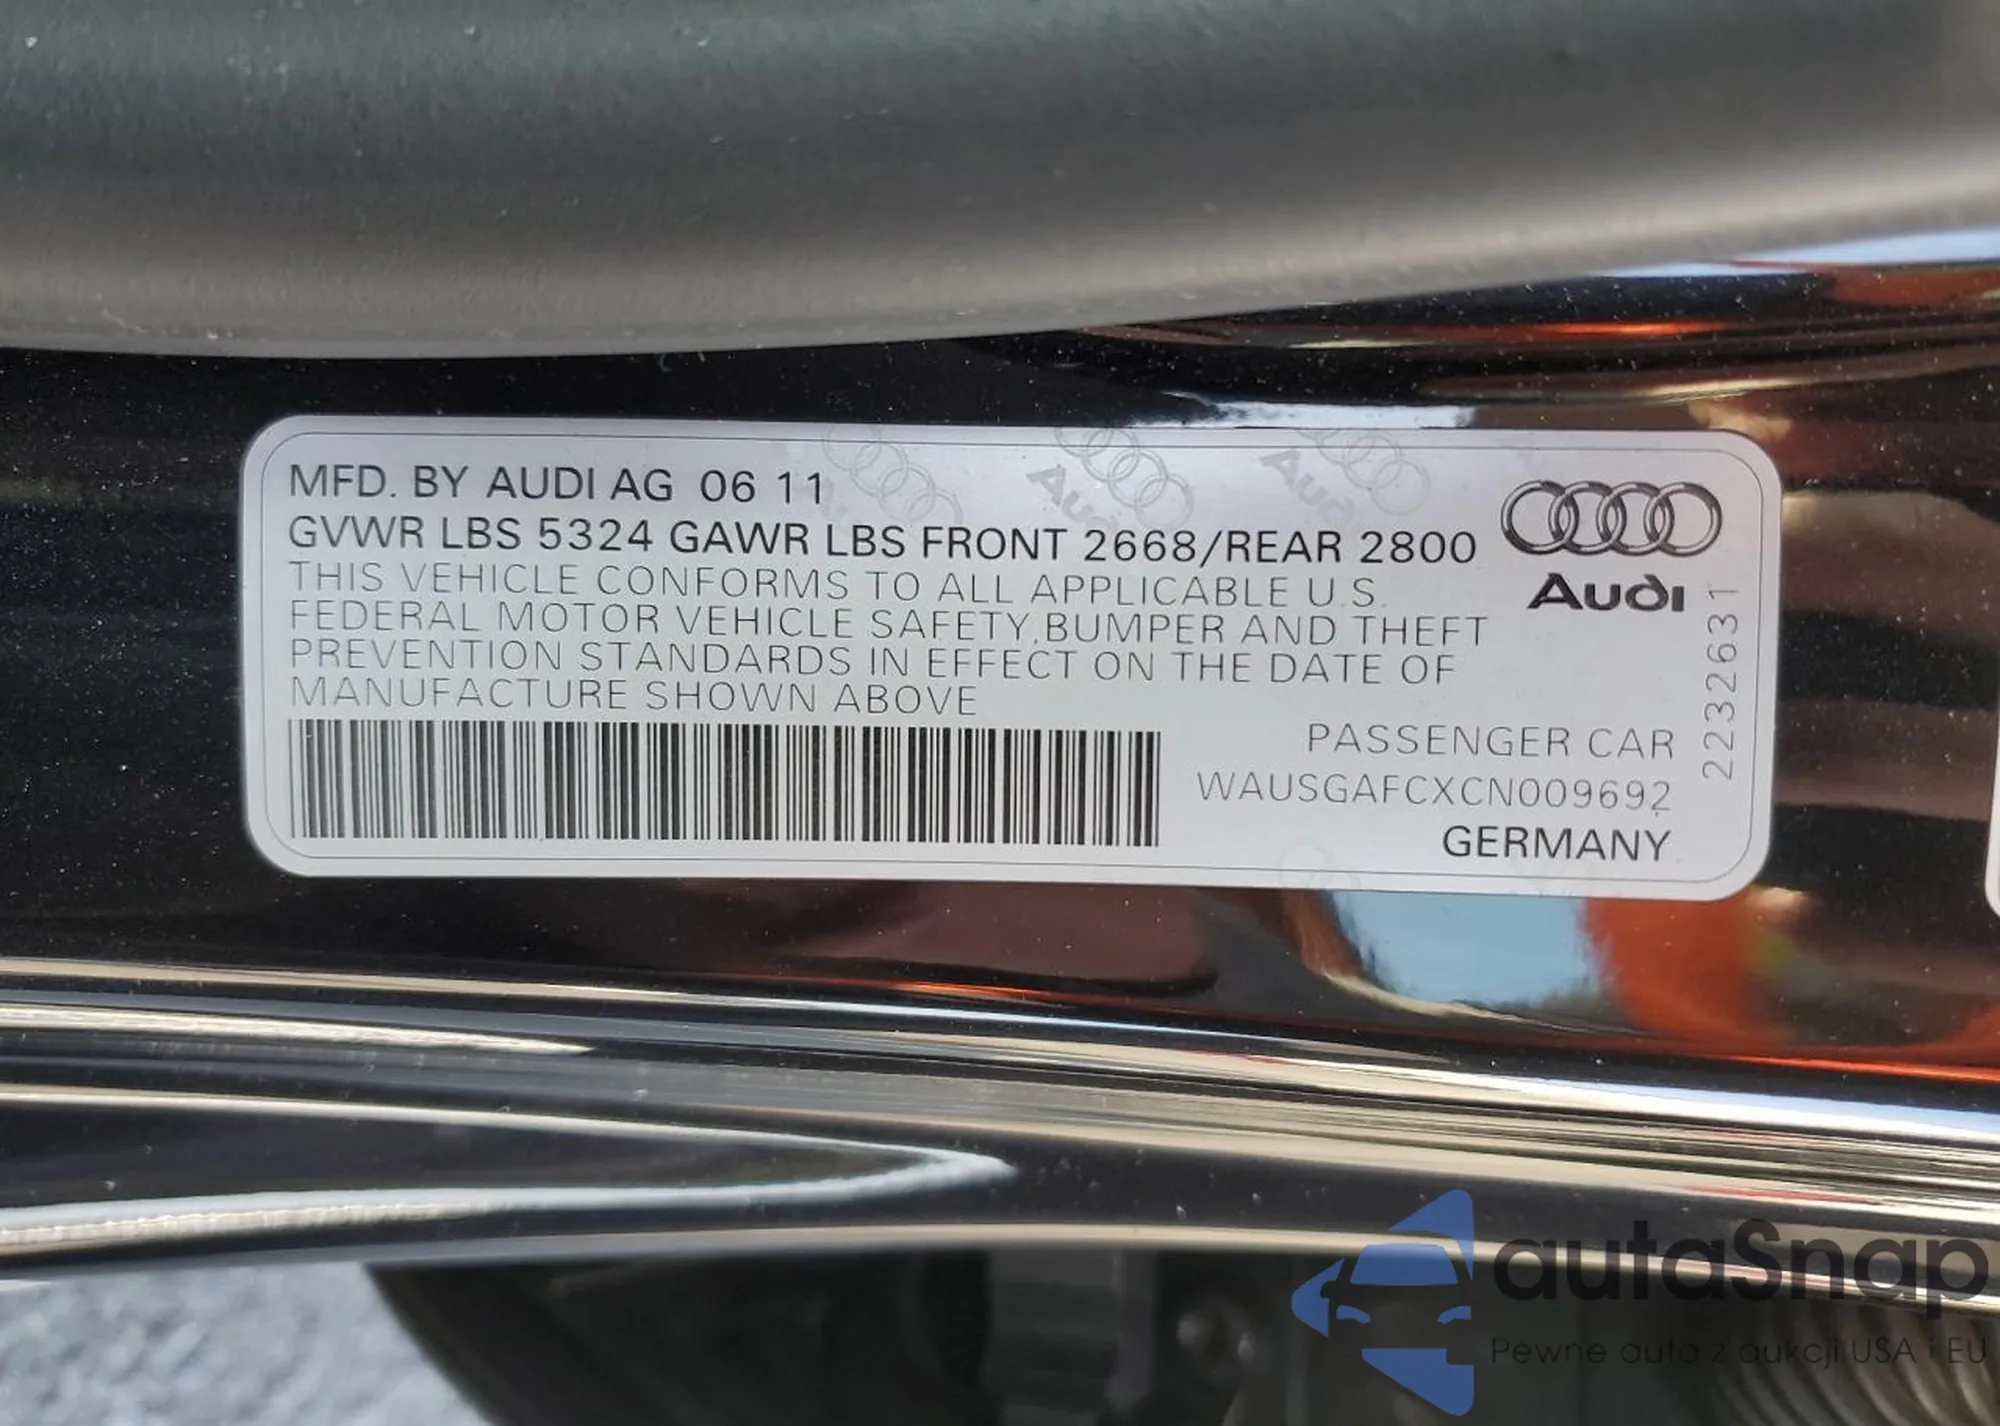 MFD. BY AUDI AG 06 11
GVWR LBS 5324 GAWR LBS FRONT 2668/REAR 2800
THIS VEHICLE CONFORMS TO ALL APPLICABLE U.S.
FEDERAL MOTOR VEHICLE SAFETY,BUMPER AND THEFT
PREVENTION STANDARDS IN EFFECT ON THE DATE OF
MANUFACTURE SHOWN ABOVE
Audi
2232631
PASSENGER CAR
WAUSGAFCXCN009692
GERMANY
autaSnap
Pewne auta z aukcji USA i EU